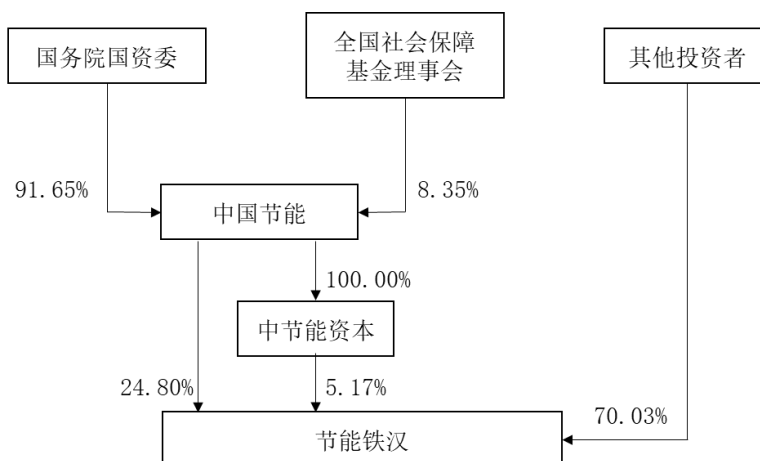 国务院国资委
全国社会保障
基金理事会
其他投资者
91.65%
8.35%
中国节能
100.00%
中节能资本
24.80%
5.17%
70.03%
节能铁汉